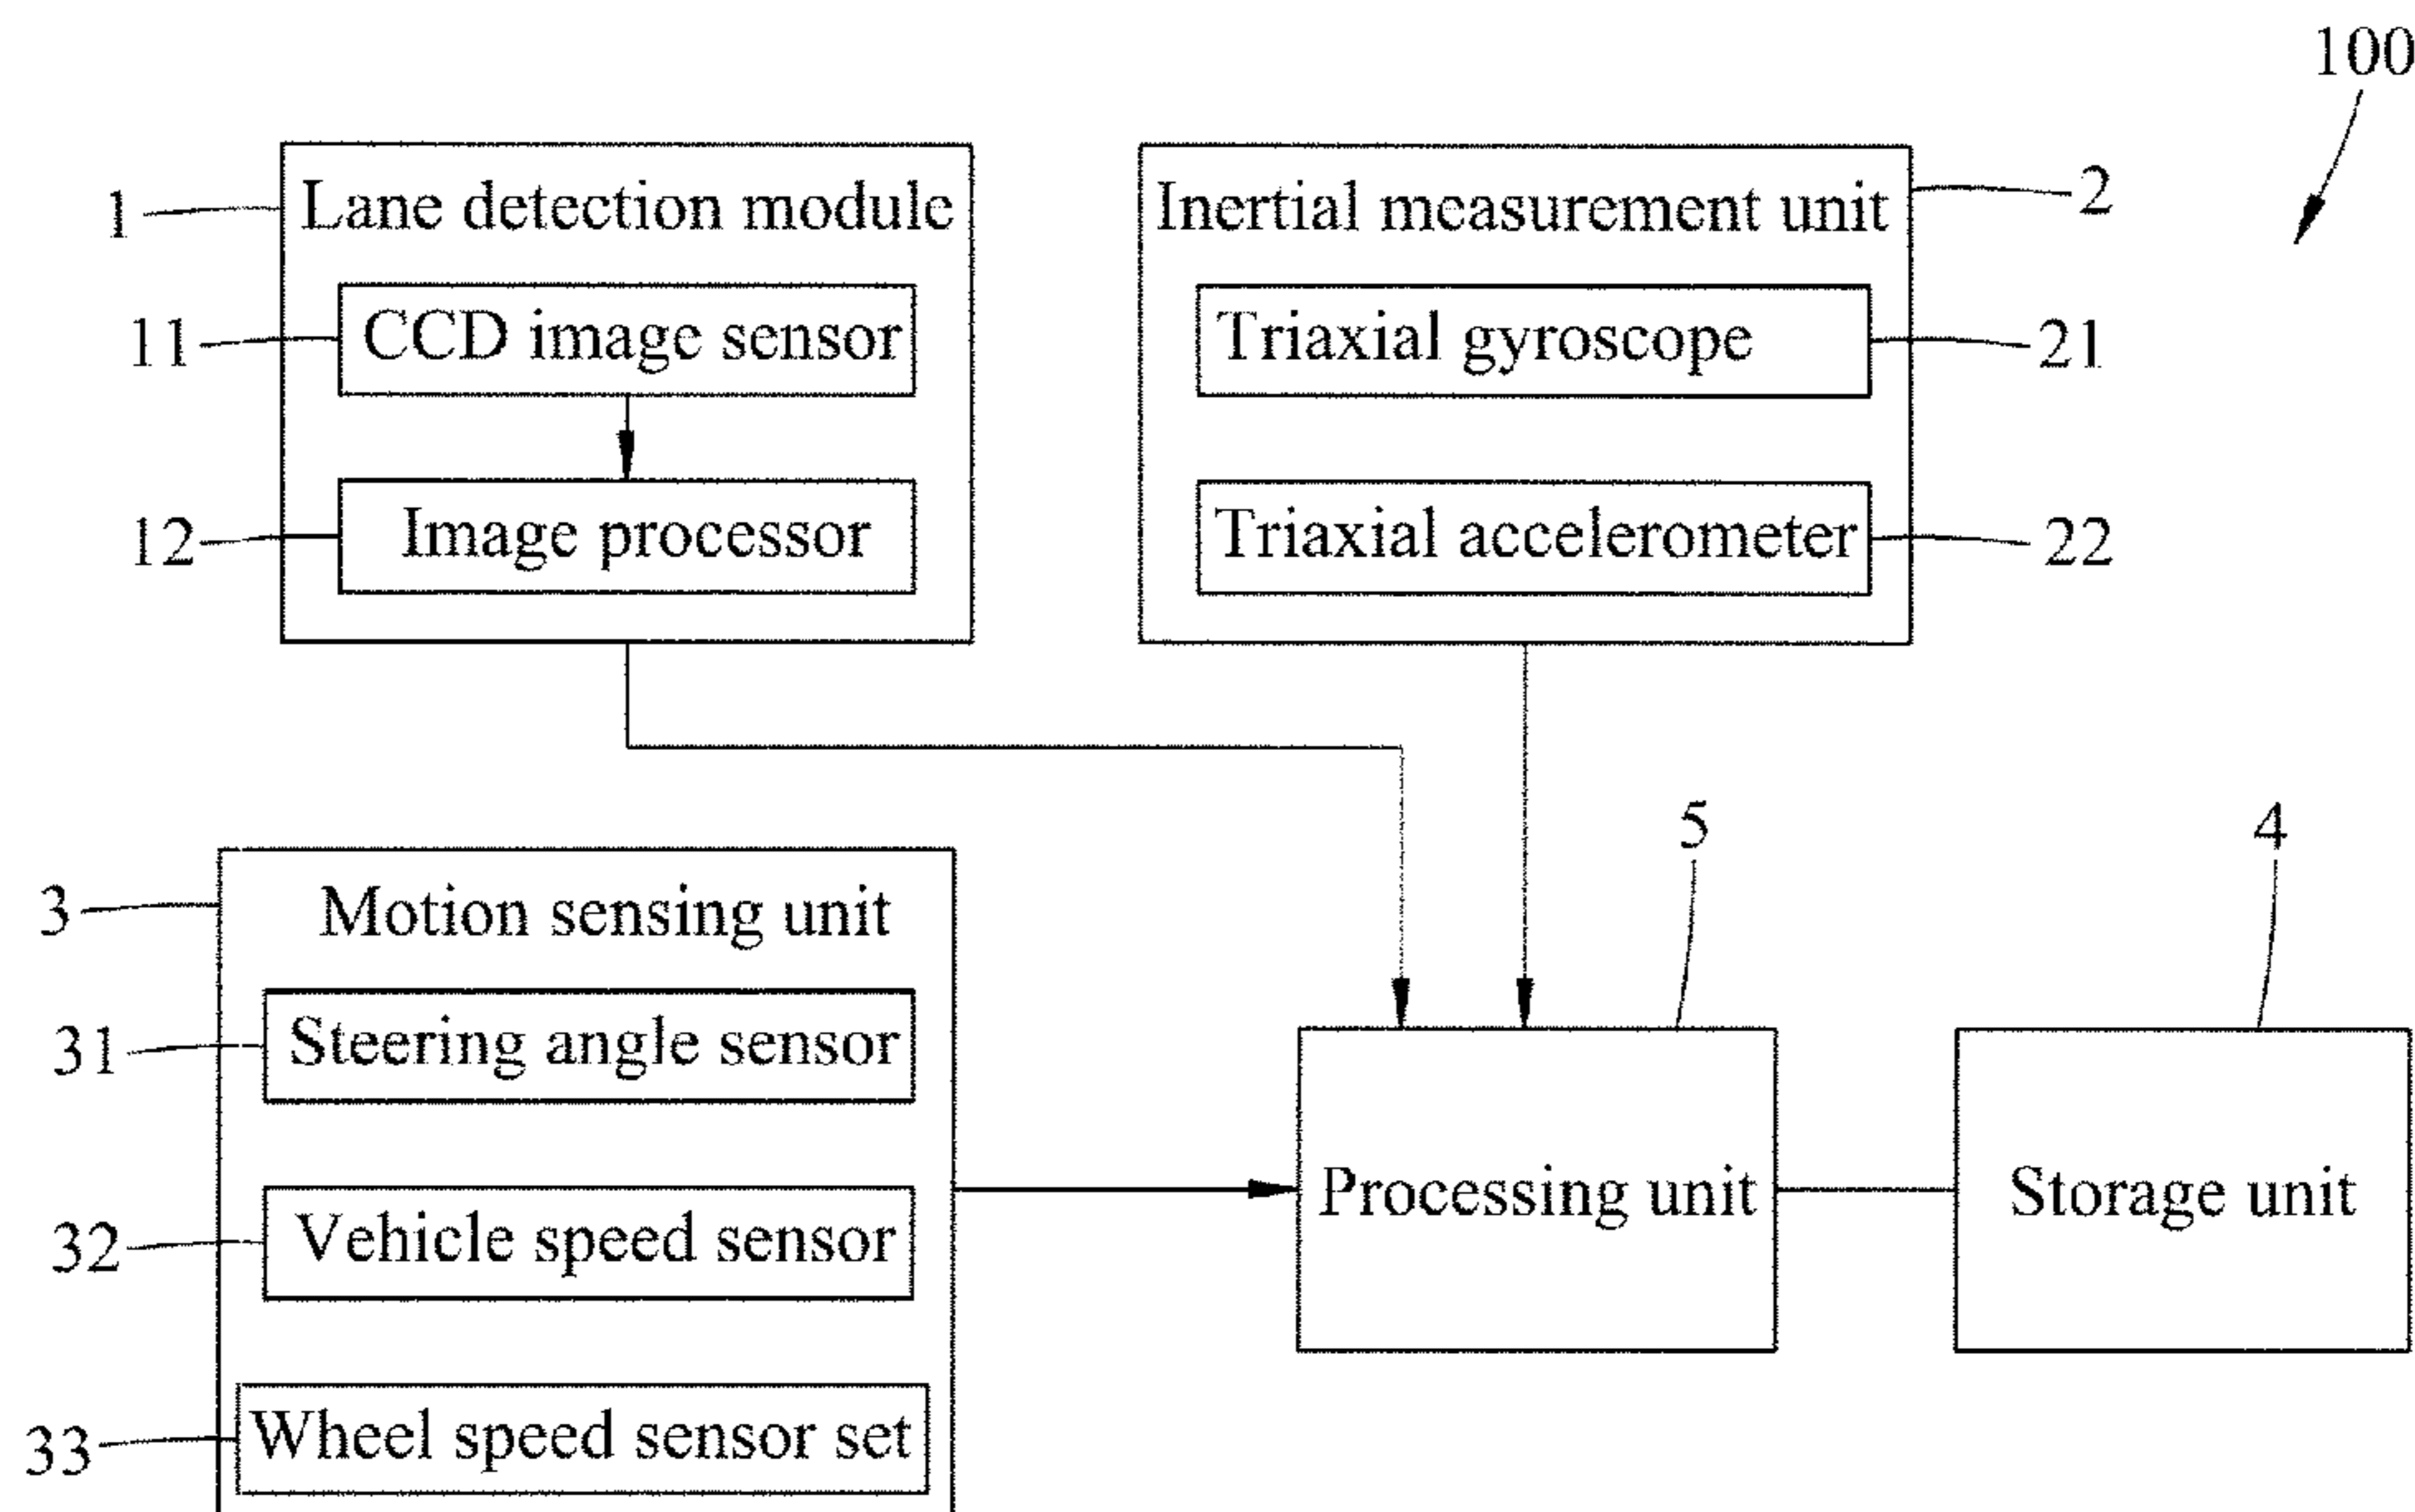 100
1
Lane detection module
Inertial measurement unit
2
11
CCD image sensor
Triaxial gyroscope
21
12
Image processor
Triaxial accelerometer
22
5
4
3
Motion sensing unit
31
Steering angle sensor
Processing unit
Storage unit
32
Vehicle speed sensor
33
Wheel speed sensor set